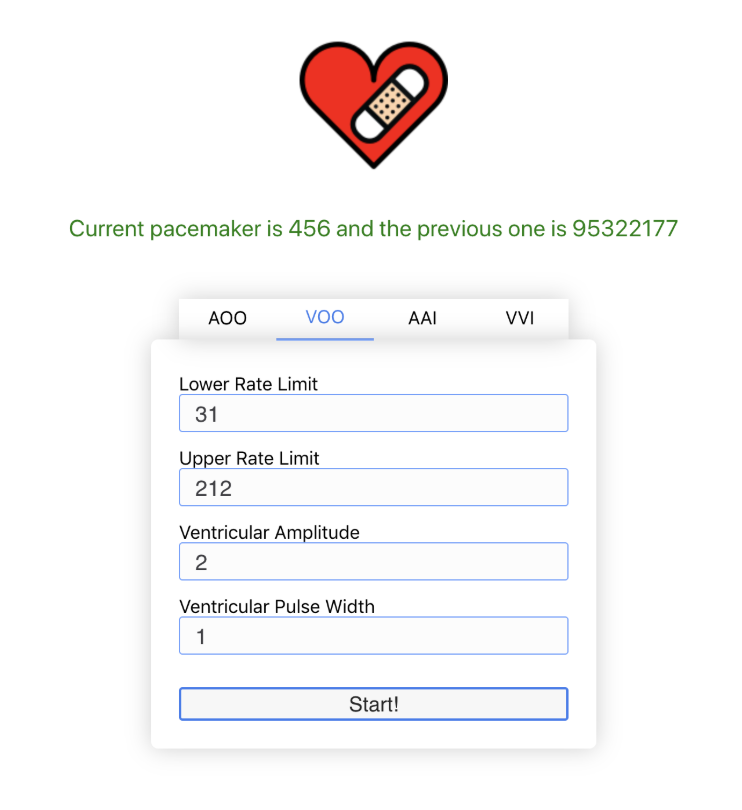 Current pacemaker is 456 and the previous one is 95322177
AOO VOO AAI VVI
Lower Rate Limit
31
Upper Rate Limit
212
Ventricular Amplitude
2
Ventricular Pulse Width
1
Start!